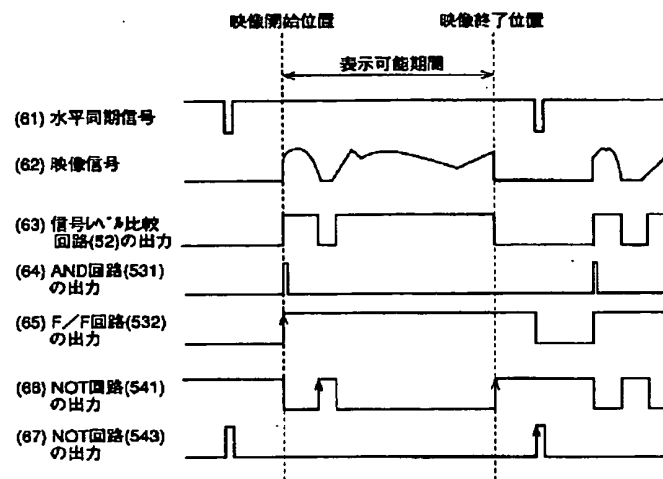 映像開始位置
映像終了位置
表示可能期間
(61) 水平同期信号
(62) 映像信号
(63) 信号レベル比較
回路(52)の出力
(64) AND回路(531)
の出力
(65) F/F回路(532)
の出力
(66) NOT回路(541)
の出力
(67) NOT回路(543)
の出力